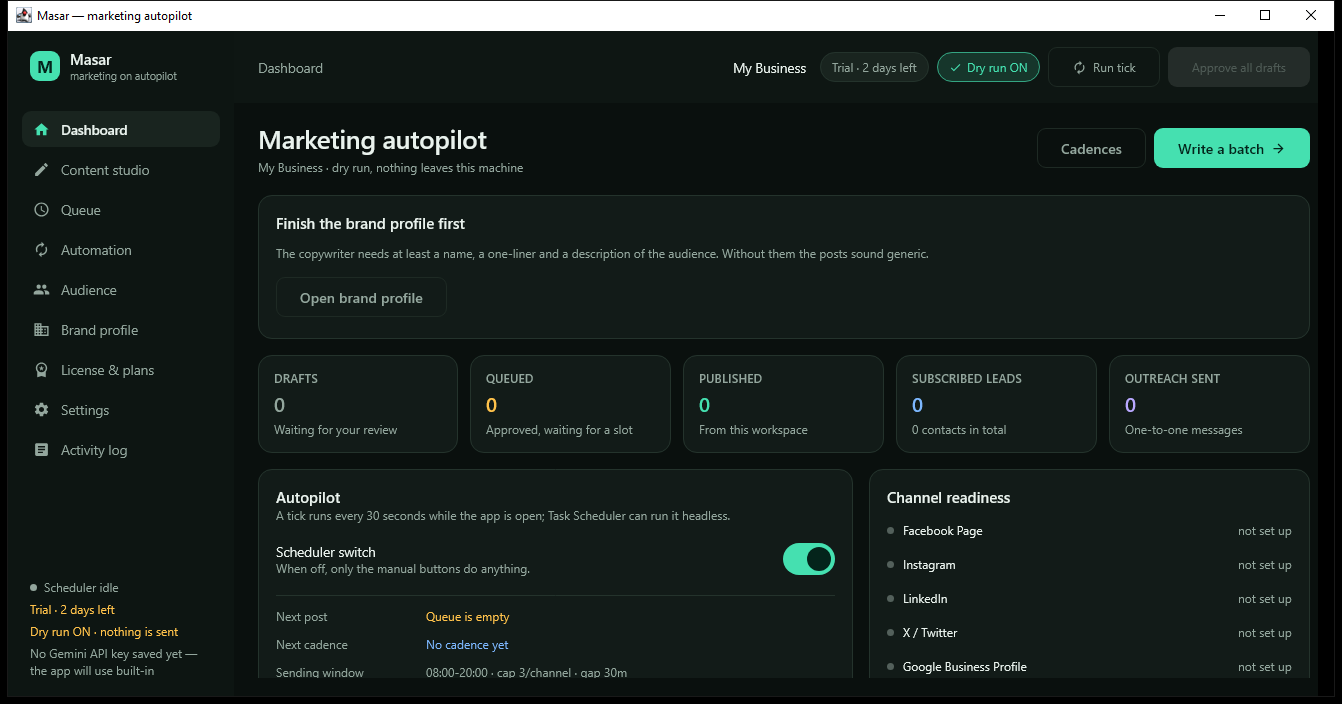 Masar — marketing autopilot
M
Masar
marketing on autopilot
Dashboard
Content studio
Queue
Automation
Audience
Brand profile
License & plans
Settings
Activity log
Scheduler idle
Trial · 2 days left
Dry run ON · nothing is sent
No Gemini API key saved yet —
the app will use built-in
Dashboard
My Business
Trial · 2 days left
Dry run ON
Run tick
Approve all drafts
Marketing autopilot
My Business · dry run, nothing leaves this machine
Cadences
Write a batch →
Finish the brand profile first
The copywriter needs at least a name, a one-liner and a description of the audience. Without them the posts sound generic.
Open brand profile
DRAFTS
0
Waiting for your review
QUEUED
0
Approved, waiting for a slot
PUBLISHED
0
From this workspace
SUBSCRIBED LEADS
0
0 contacts in total
OUTREACH SENT
0
One-to-one messages
Autopilot
A tick runs every 30 seconds while the app is open; Task Scheduler can run it headless.
Scheduler switch
When off, only the manual buttons do anything.
Next post Queue is empty
Next cadence No cadence yet
Sending window 08:00-20:00 · cap 3/channel · gap 30m
Channel readiness
Facebook Page not set up
Instagram not set up
LinkedIn not set up
X / Twitter not set up
Google Business Profile not set up